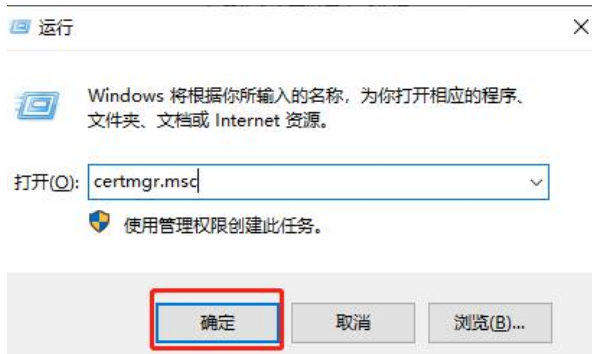 运行
Windows 将根据你所输入的名称，为你打开相应的程序、
文件夹、文档或 Internet 资源。
打开(O): certmgr.msc
使用管理权限创建此任务。
确定 取消 浏览(B)...